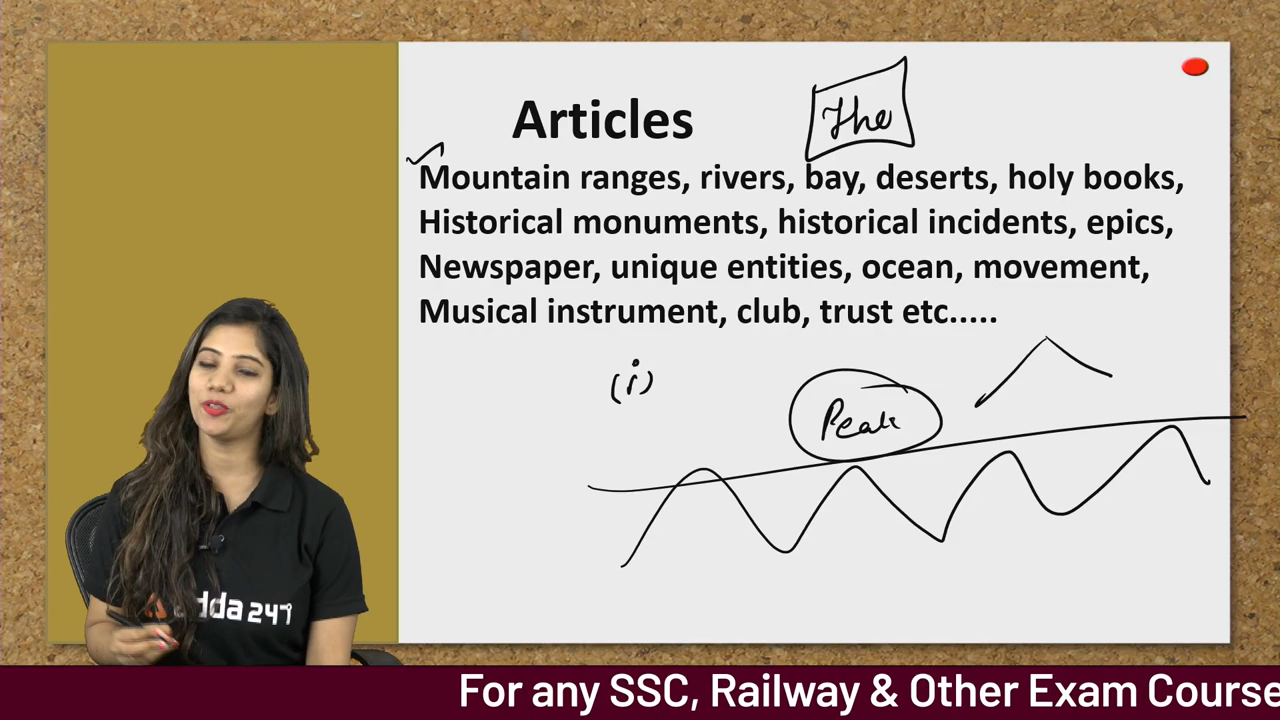 Articles The
Mountain ranges, rivers, bay, deserts, holy books,
Historical monuments, historical incidents, epics,
Newspaper, unique entities, ocean, movement,
Musical instrument, club, trust etc.....
(i)
Peak
adda 247
For any SSC, Railway & Other Exam Course